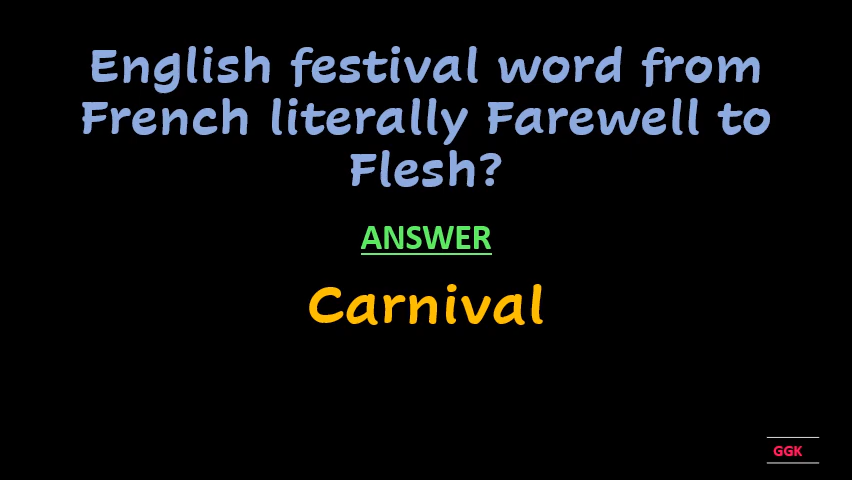 English festival word from
French literally Farewell to
Flesh?
ANSWER
Carnival
GGK